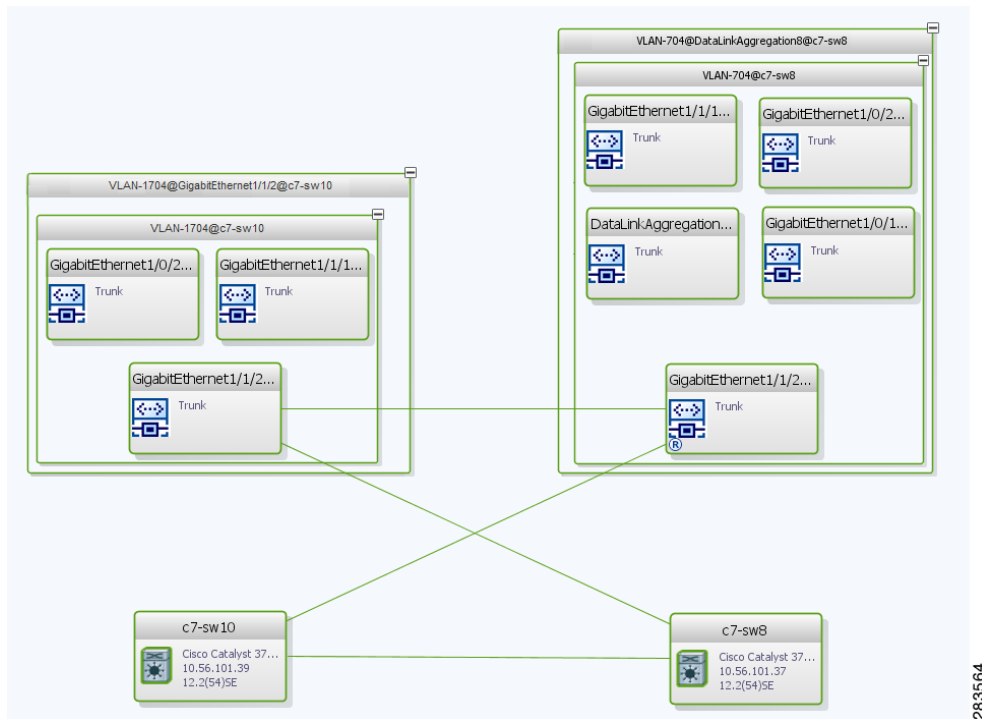 VLAN-704@DataLinkAggregation8@c7-sw8
VLAN-704@c7-sw8
GigabitEthernet1/1/1...
Trunk
GigabitEthernet1/0/2...
Trunk
DataLinkAggregation...
Trunk
GigabitEthernet1/0/1...
Trunk
GigabitEthernet1/1/2...
Trunk
R
VLAN-1704@GigabitEthernet1/1/2@c7-sw10
VLAN-1704@c7-sw10
GigabitEthernet1/0/2...
Trunk
GigabitEthernet1/1/1...
Trunk
GigabitEthernet1/1/2...
Trunk
c7-sw10
Cisco Catalyst 37...
10.56.101.39
12.2(54)SE
c7-sw8
Cisco Catalyst 37...
10.56.101.37
12.2(54)SE
283564